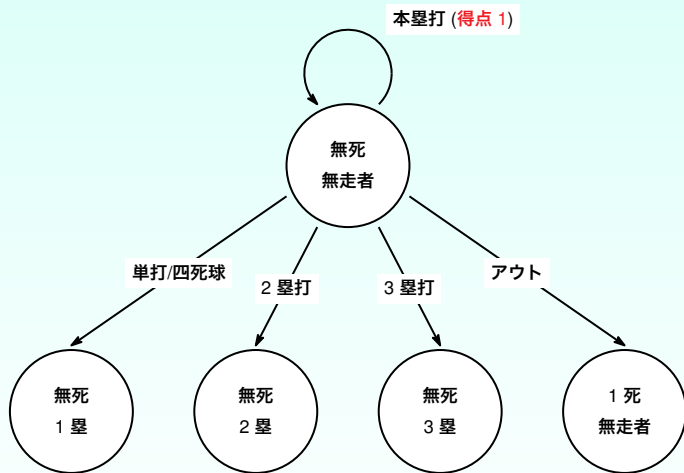 本塁打 (得点 1)
無死
無走者
単打/四死球
2 塁打
3 塁打
アウト
無死
1 塁
無死
2 塁
無死
3 塁
1 死
無走者